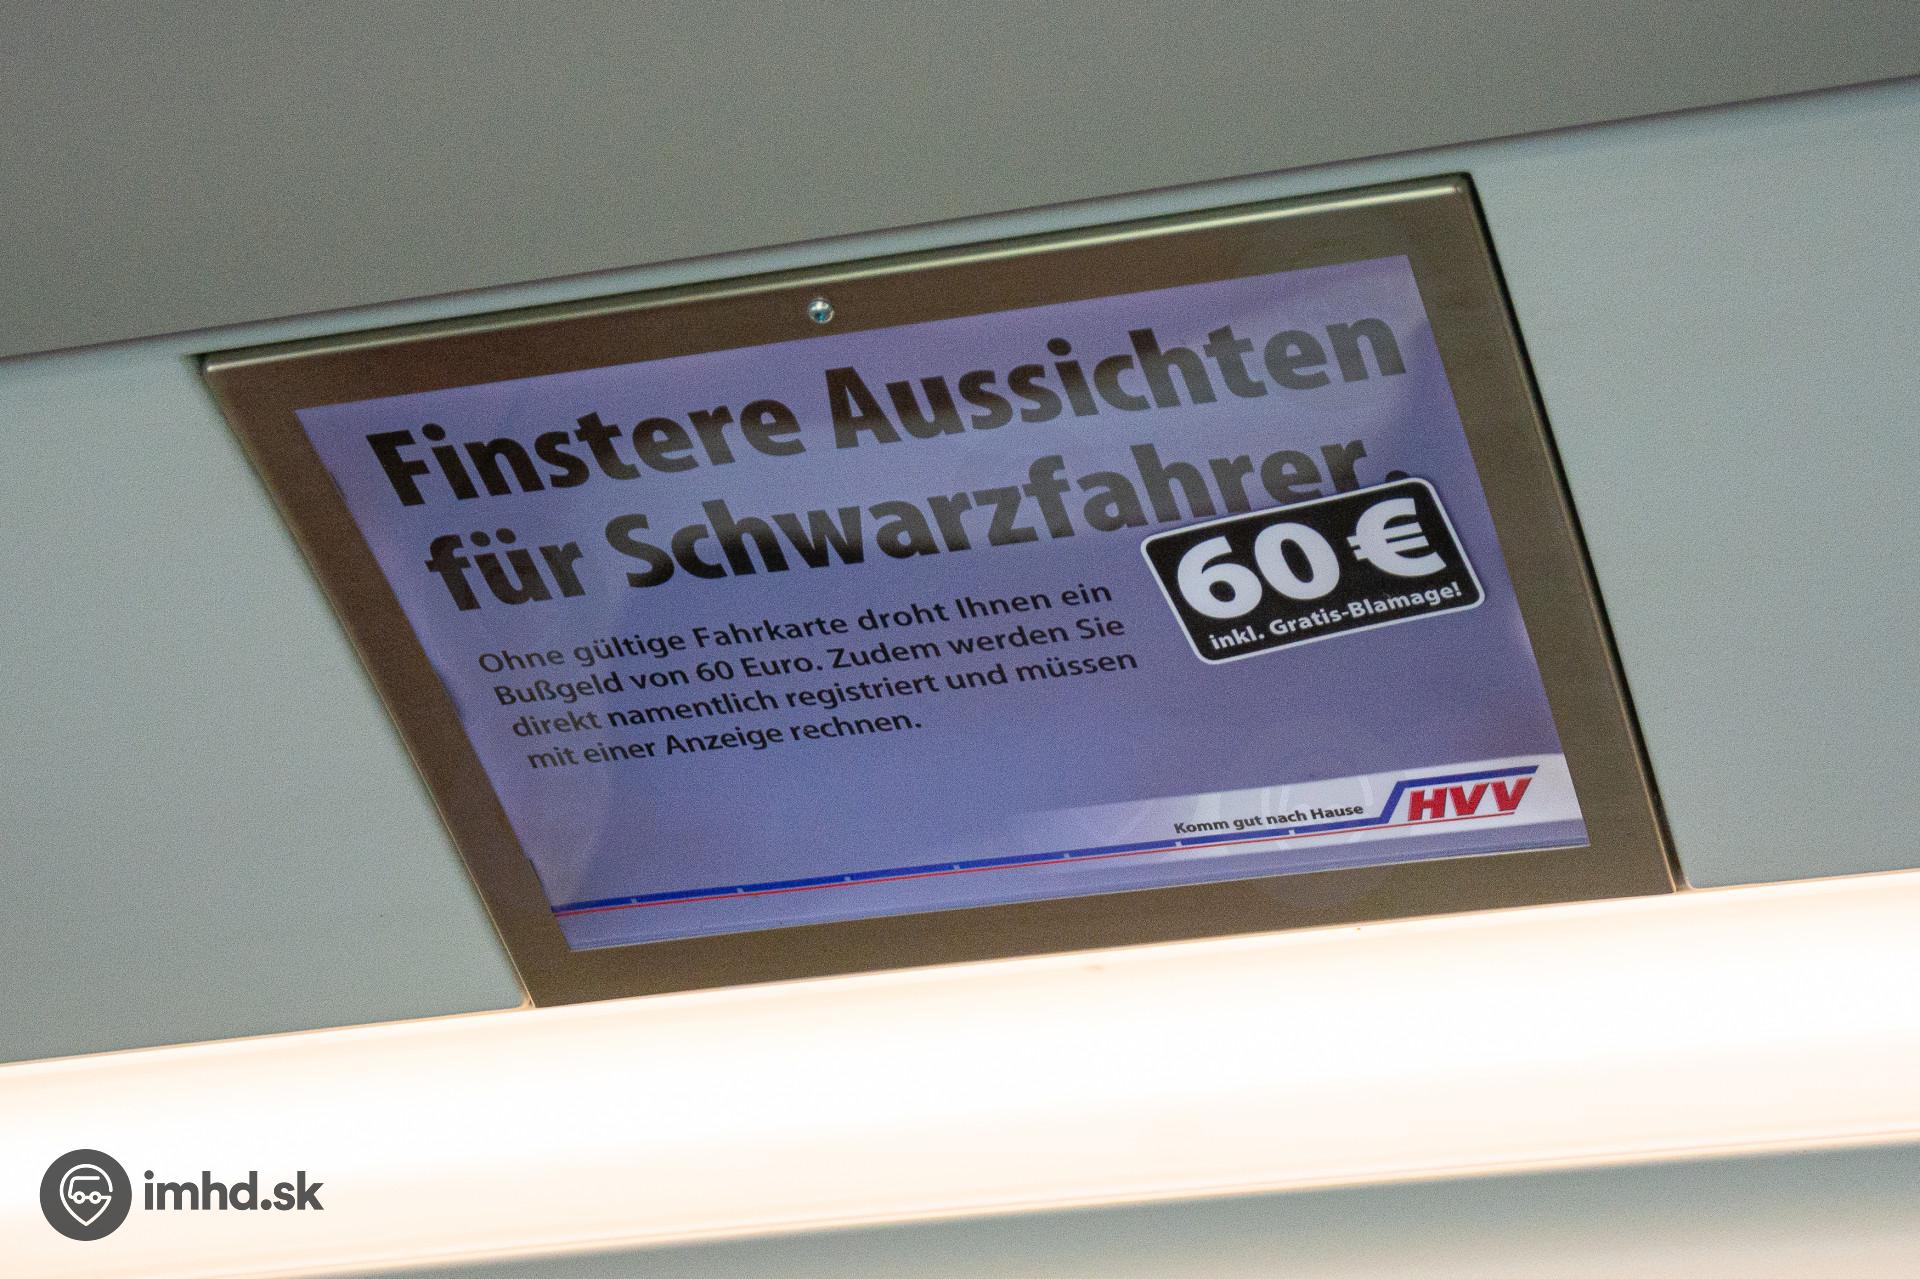 Finstere Aussichten
für Schwarzfahrer.
60 €
inkl. Gratis-Blamage!
Ohne gültige Fahrkarte droht Ihnen ein
Bußgeld von 60 Euro. Zudem werden Sie
direkt namentlich registriert und müssen
mit einer Anzeige rechnen.
Komm gut nach Hause
HVV
imhd.sk